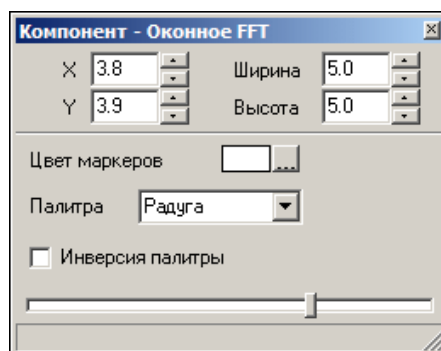 Компонент - Оконное FFT
X 3.8 Ширина 5.0
Y 3.9 Высота 5.0
Цвет маркеров ...
Палитра Радуга
Инверсия палитры